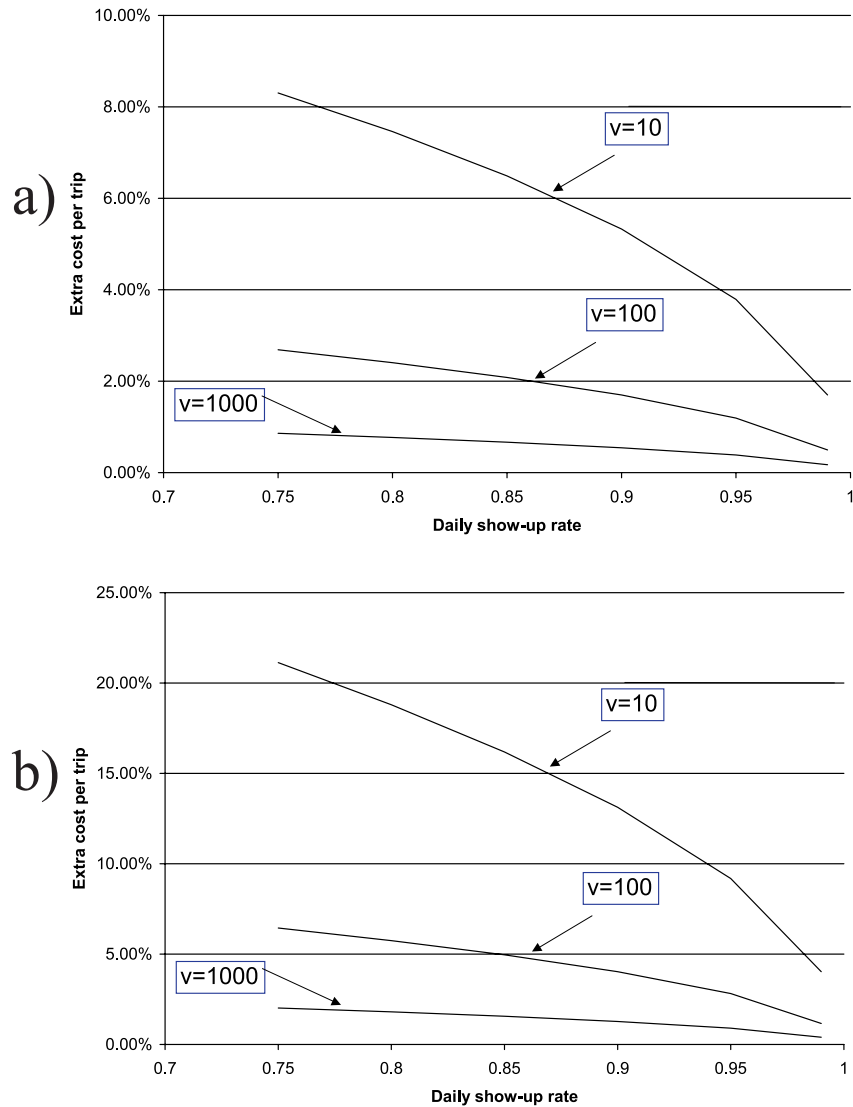 a)
Extra cost per trip
10.00%
8.00%
6.00%
4.00%
2.00%
0.00%
v=10
v=100
v=1000
0.7 0.75 0.8 0.85 0.9 0.95 1
Daily show-up rate
b)
Extra cost per trip
25.00%
20.00%
15.00%
10.00%
5.00%
0.00%
v=10
v=100
v=1000
0.7 0.75 0.8 0.85 0.9 0.95 1
Daily show-up rate